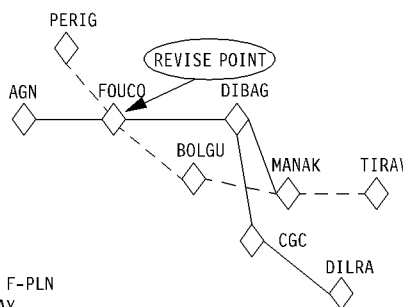 PERIG
REVISE POINT
AGN FOUCO DIBAG
BOLGU MANAK
CGC
DILRA
F-PLN